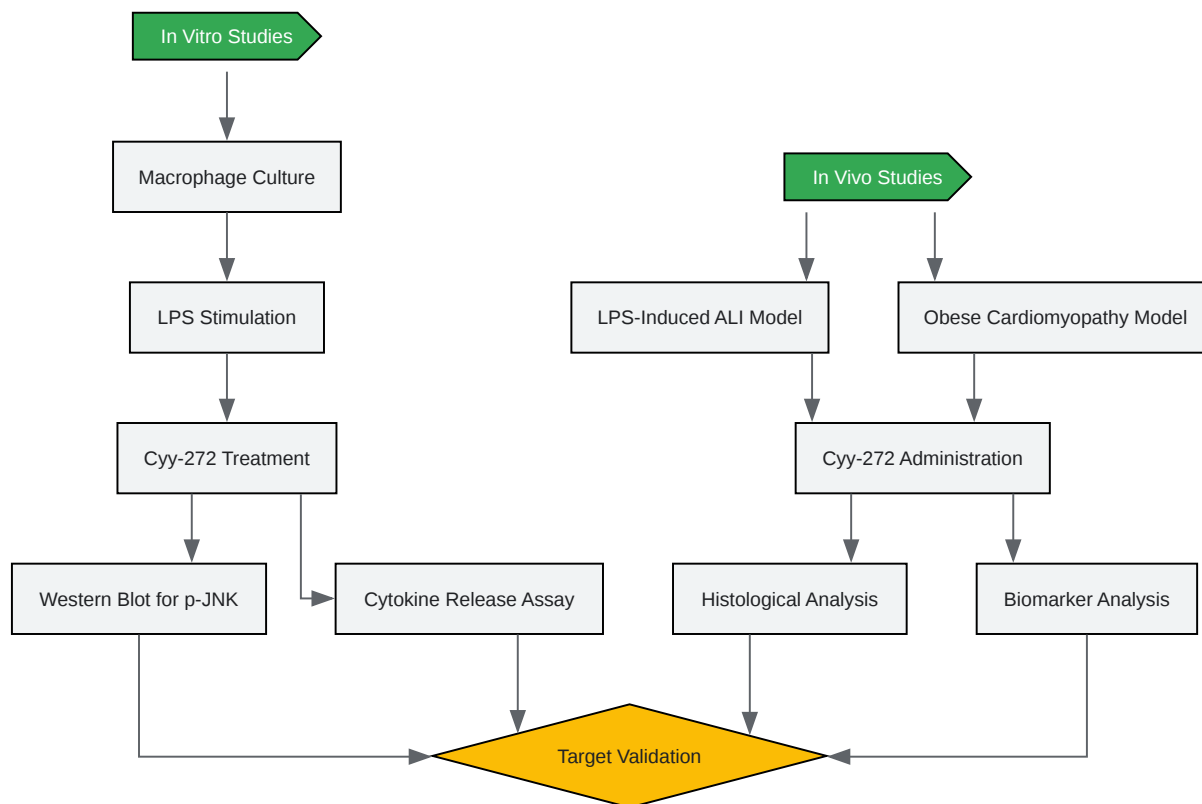 In Vitro Studies
Macrophage Culture
In Vivo Studies
LPS Stimulation
LPS-Induced ALI Model
Obese Cardiomyopathy Model
Cyy-272 Treatment
Cyy-272 Administration
Western Blot for p-JNK
Cytokine Release Assay
Histological Analysis
Biomarker Analysis
Target Validation